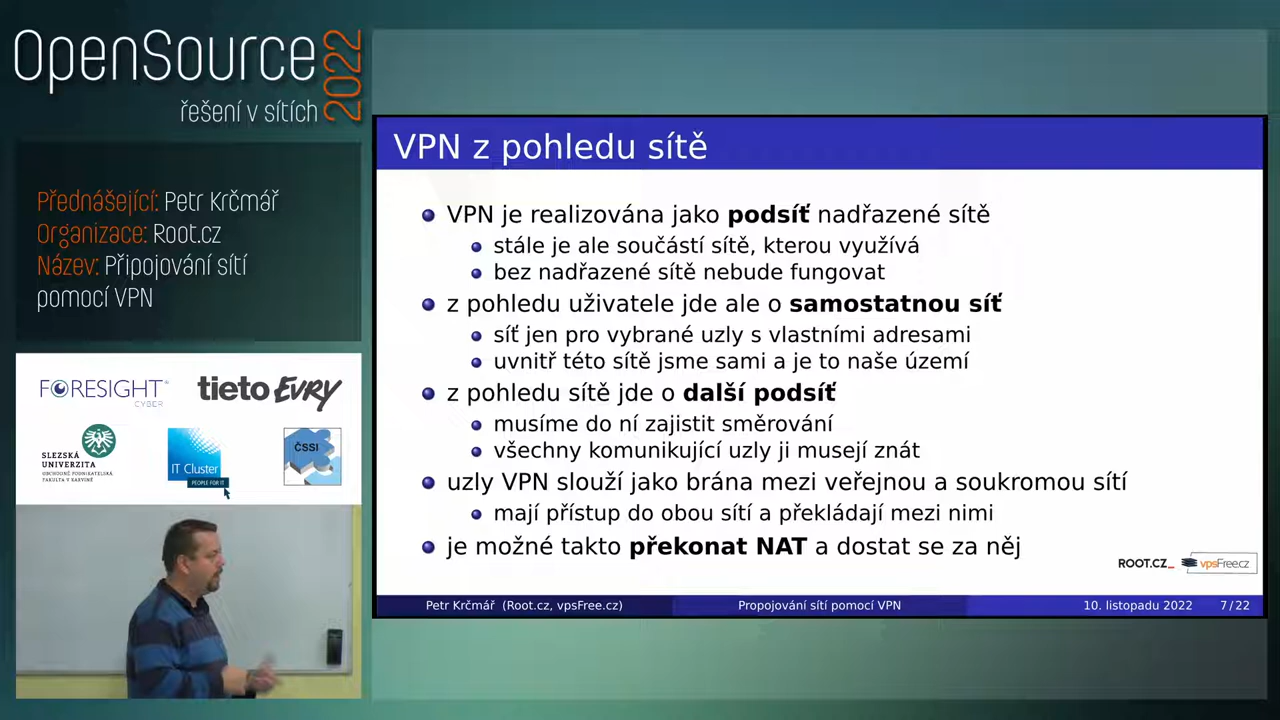 OpenSource
2022
řešení v sítích
Přednášející: Petr Krčmář
Organizace: Root.cz
Název: Připojování sítí
pomocí VPN
FORESIGHT
CYBER
tieto Evry
SLEZSKÁ
UNIVERZITA
OBCHODNĚ PODNIKATELSKÁ
FAKULTA V KARVINÉ
IT Cluster
PEOPLE FOR IT
ČSSI
VPN z pohledu sítě
VPN je realizována jako podsíť nadřazené sítě
stále je ale součástí sítě, kterou využívá
bez nadřazené sítě nebude fungovat
z pohledu uživatele jde ale o samostatnou síť
síť jen pro vybrané uzly s vlastními adresami
uvnitř této sítě jsme sami a je to naše území
z pohledu sítě jde o další podsíť
musíme do ní zajistit směrování
všechny komunikující uzly ji musejí znát
uzly VPN slouží jako brána mezi veřejnou a soukromou sítí
mají přístup do obou sítí a překládají mezi nimi
je možné takto překonat NAT a dostat se za něj
ROOT.CZ_ vpsFree.cz
Petr Krčmář (Root.cz, vpsFree.cz) Propojování sítí pomocí VPN 10. listopadu 2022 7/22